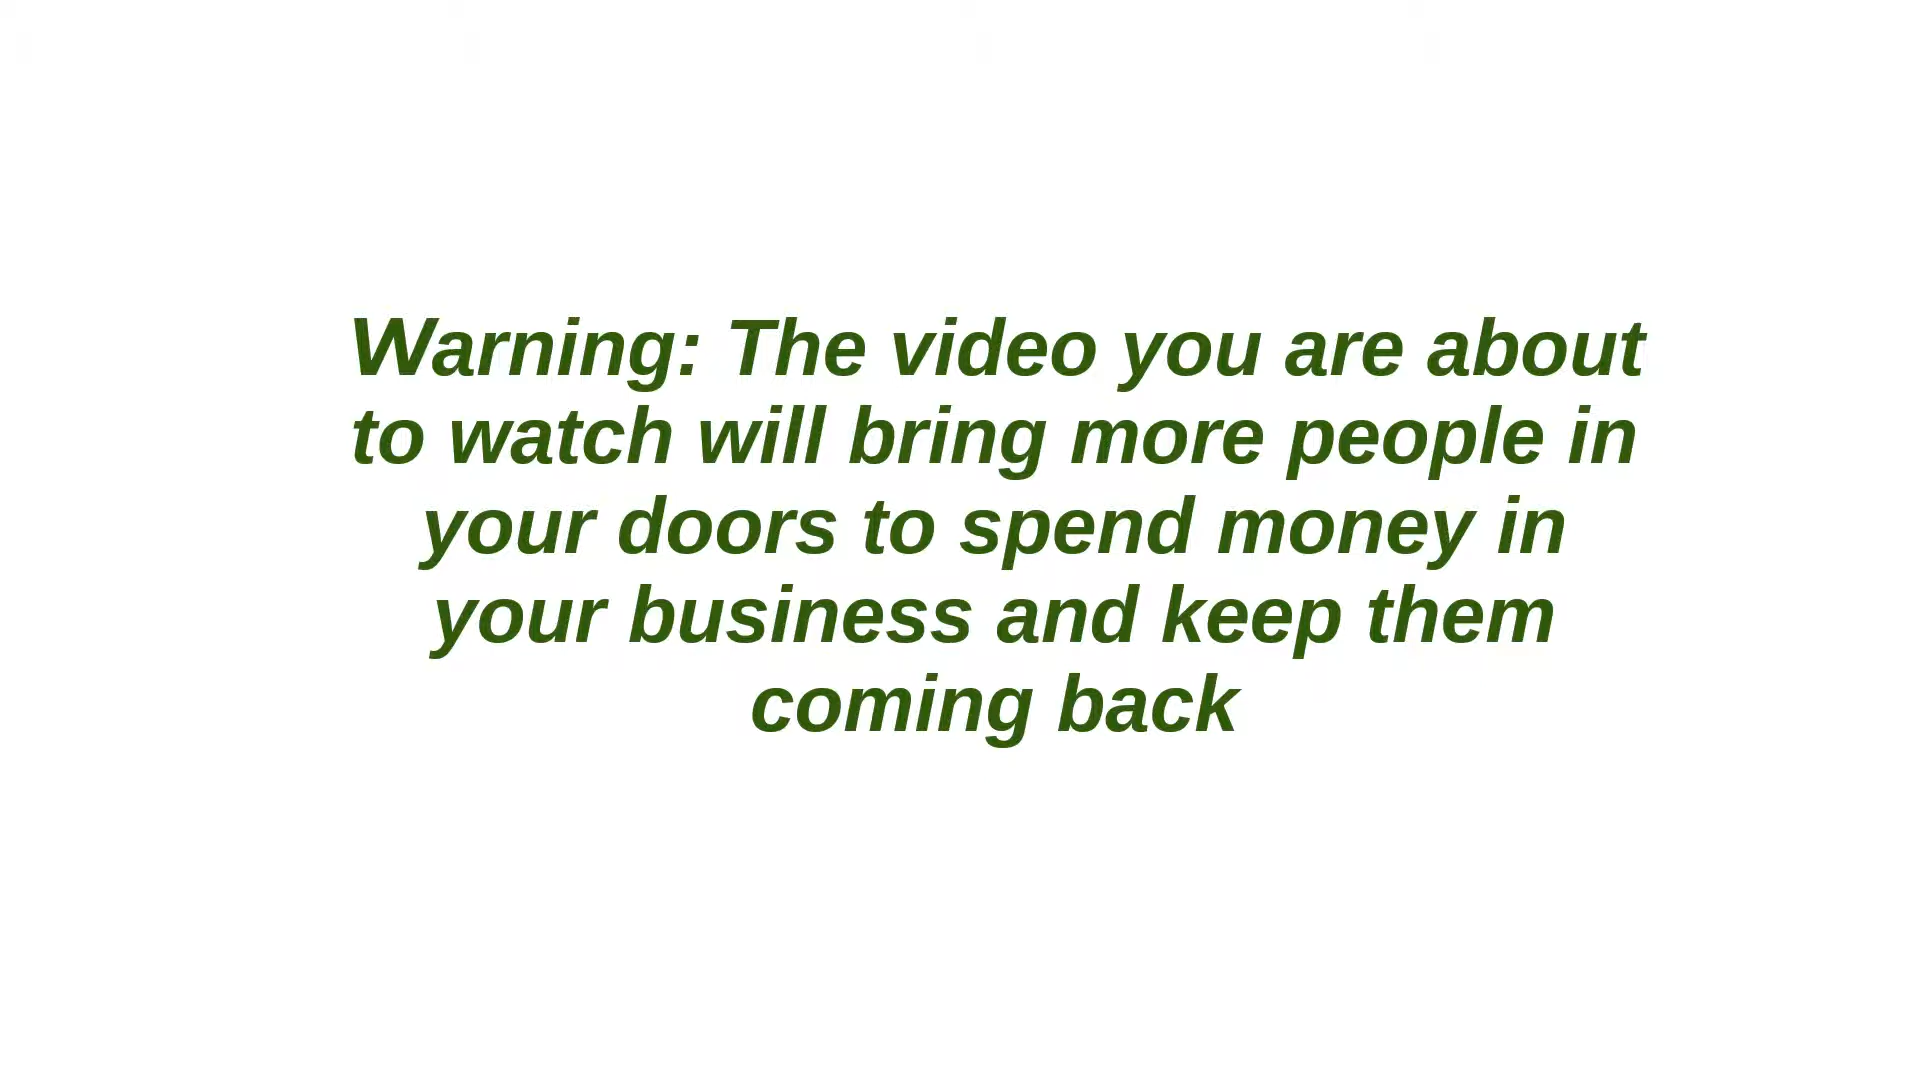 Warning: The video you are about
to watch will bring more people in
your doors to spend money in
your business and keep them
coming back